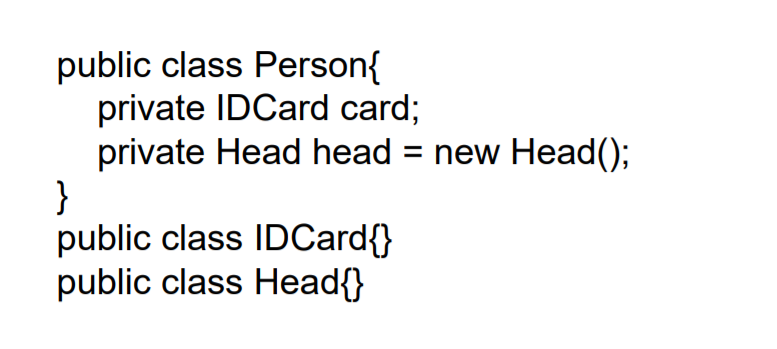 public class Person{
private IDCard card;
private Head head = new Head();
}
public class IDCard{}
public class Head{}